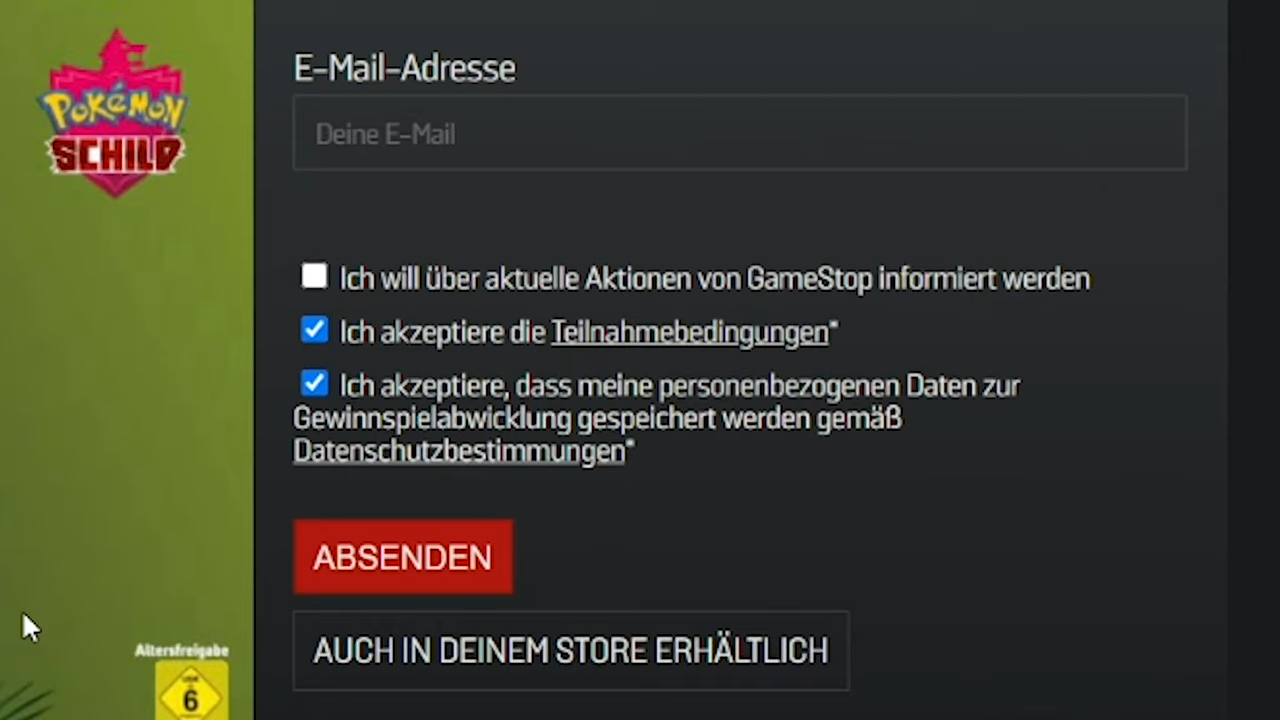 POKÉMON
SCHILD
E-Mail-Adresse
Deine E-Mail
Ich will über aktuelle Aktionen von GameStop informiert werden
Ich akzeptiere die Teilnahmebedingungen*
Ich akzeptiere, dass meine personenbezogenen Daten zur
Gewinnspielabwicklung gespeichert werden gemäß
Datenschutzbestimmungen*
ABSENDEN
AUCH IN DEINEM STORE ERHÄLTLICH
Altersfreigabe
USK
6